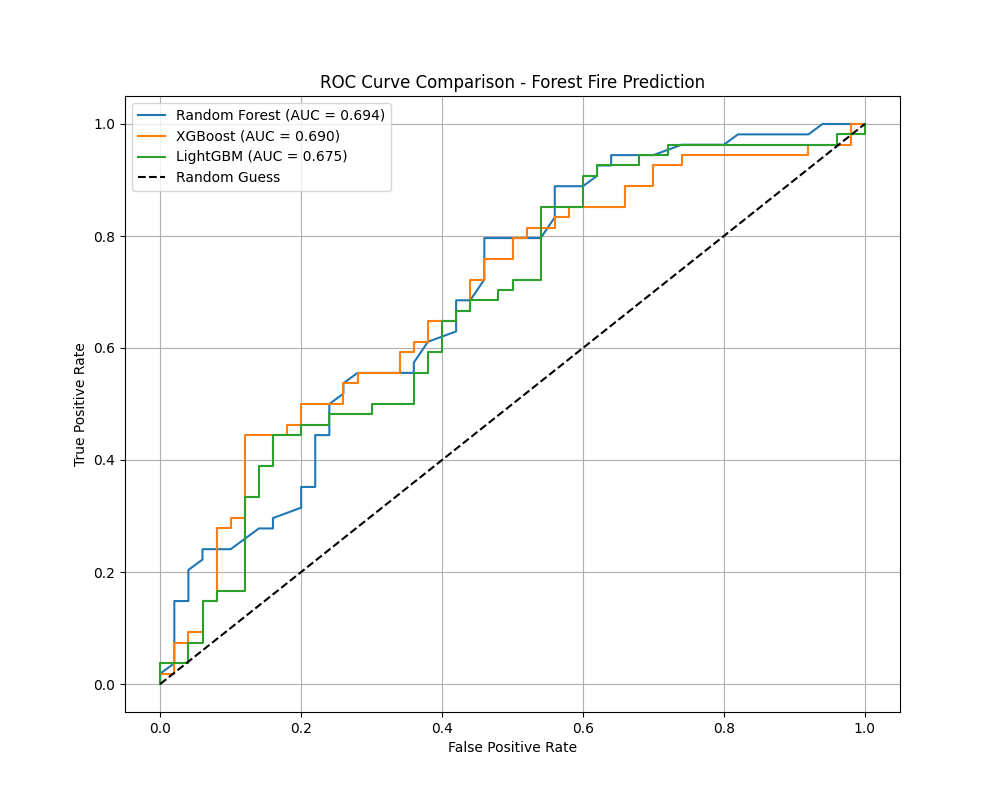 ROC Curve Comparison - Forest Fire Prediction
Random Forest (AUC = 0.694)
XGBoost (AUC = 0.690)
LightGBM (AUC = 0.675)
Random Guess
True Positive Rate
1.0
0.8
0.6
0.4
0.2
0.0
0.0 0.2 0.4 0.6 0.8 1.0
False Positive Rate